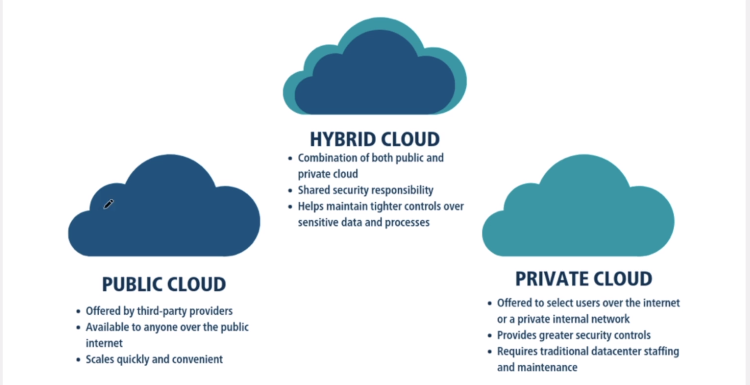 HYBRID CLOUD
• Combination of both public and
private cloud
• Shared security responsibility
• Helps maintain tighter controls over
sensitive data and processes
PUBLIC CLOUD
• Offered by third-party providers
• Available to anyone over the public
internet
• Scales quickly and convenient
PRIVATE CLOUD
• Offered to select users over the internet
or a private internal network
• Provides greater security controls
• Requires traditional datacenter staffing
and maintenance